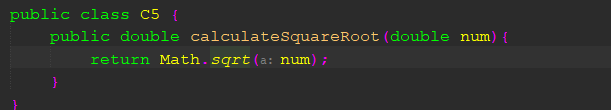 public class C5 {
    public double calculateSquareRoot(double num){
        return Math.sqrt(a: num);
    }
}